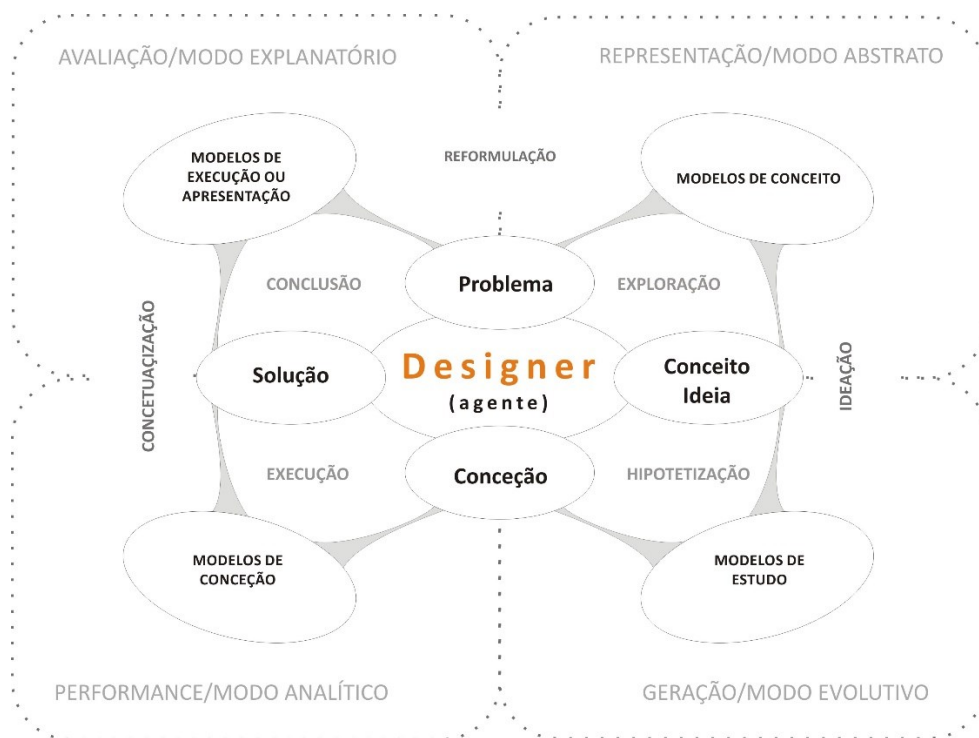 AVALIAÇÃO/MODO EXPLANATÓRIO
REPRESENTAÇÃO/MODO ABSTRATO
MODELOS DE
EXECUÇÃO OU
APRESENTAÇÃO
REFORMULAÇÃO
MODELOS DE CONCEITO
CONCLUSÃO
Problema
EXPLORAÇÃO
CONCETUAÇIZAÇÃO
Solução
Designer
(agente)
Conceito
Ideia
IDEAÇÃO
EXECUÇÃO
Conceção
HIPOTETIZAÇÃO
MODELOS DE
CONCEÇÃO
MODELOS DE
ESTUDO
PERFORMANCE/MODO ANALÍTICO
GERAÇÃO/MODO EVOLUTIVO